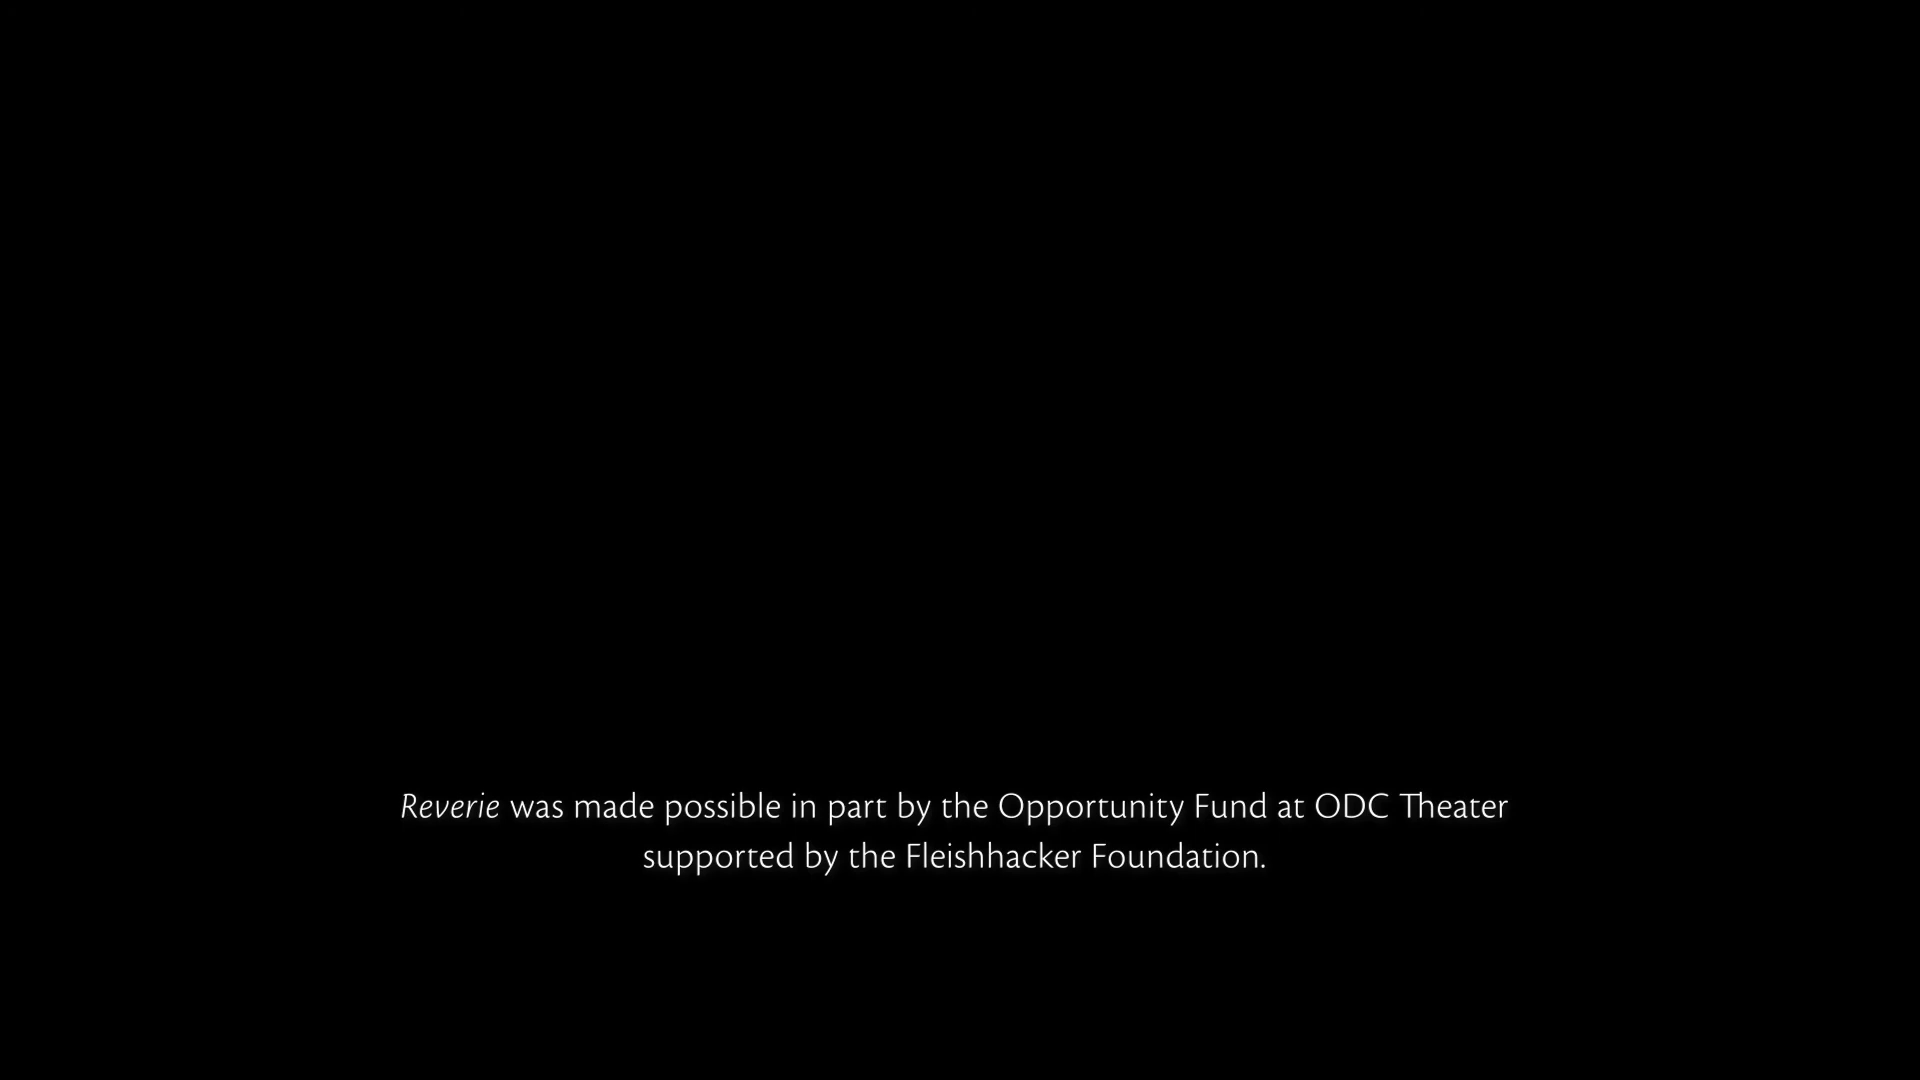 Reverie was made possible in part by the Opportunity Fund at ODC Theater
supported by the Fleishhacker Foundation.